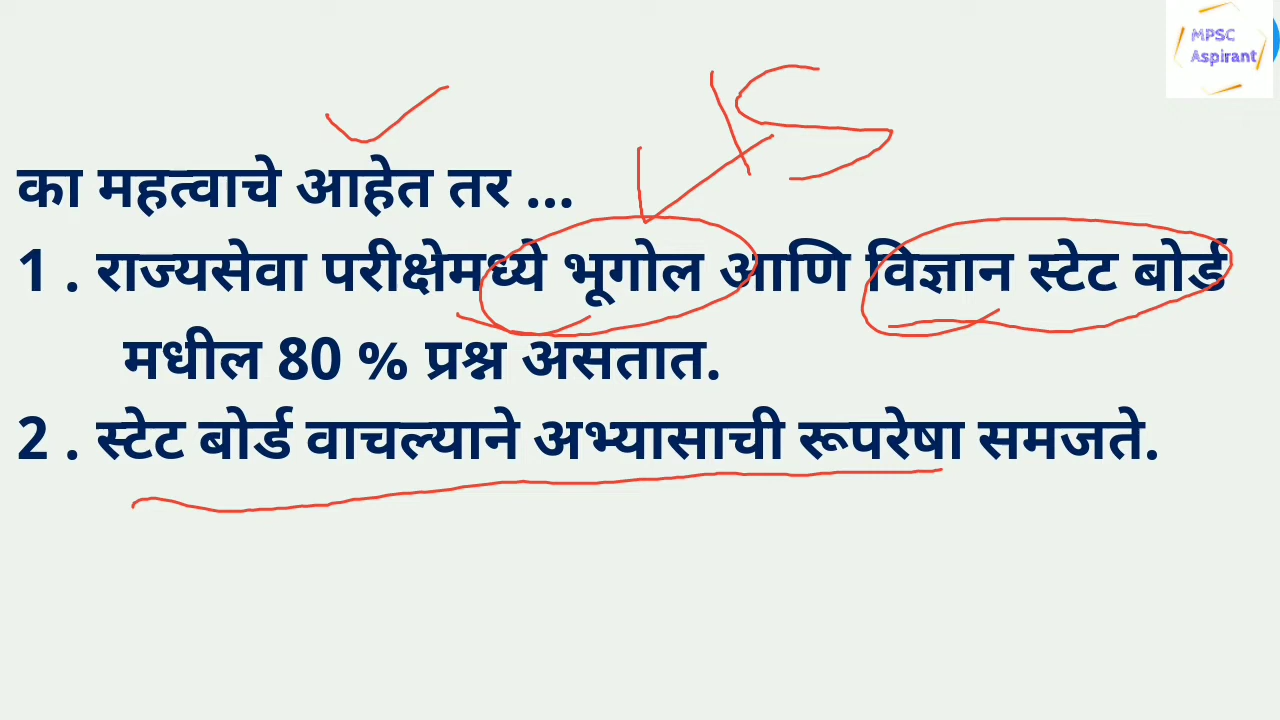 MPSC
Aspirant
15
का महत्वाचे आहेत तर ...
1 . राज्यसेवा परीक्षेमध्ये भूगोल आणि विज्ञान स्टेट बोर्ड
मधील 80 % प्रश्न असतात.
2 . स्टेट बोर्ड वाचल्याने अभ्यासाची रूपरेषा समजते.